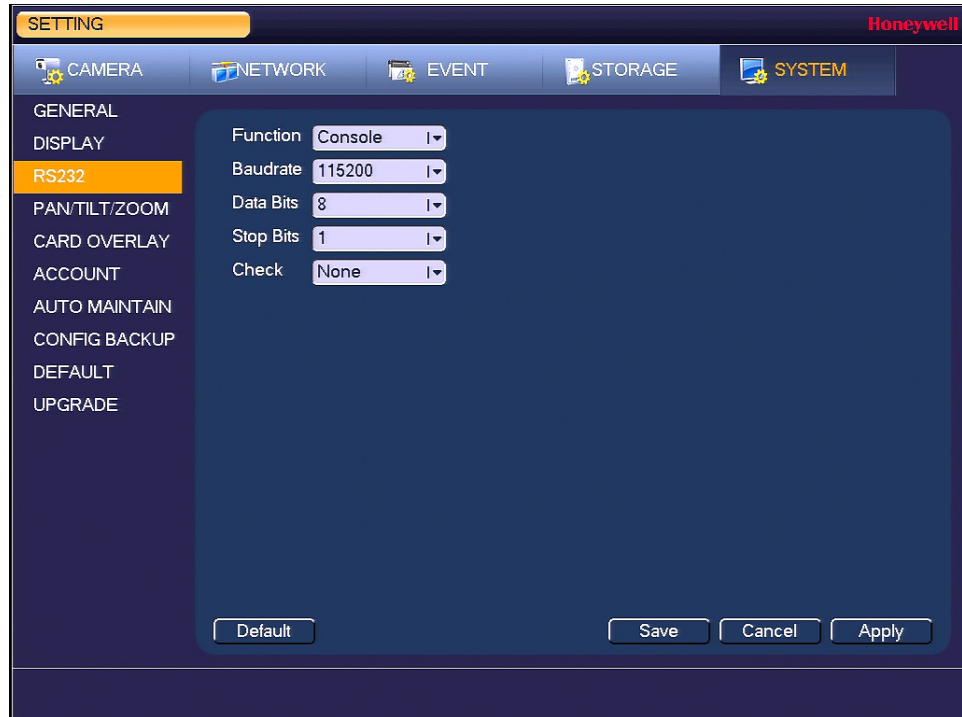 SETTING
Honeywell
CAMERA
NETWORK
EVENT
STORAGE
SYSTEM
GENERAL
DISPLAY
RS232
PAN/TILT/ZOOM
CARD OVERLAY
ACCOUNT
AUTO MAINTAIN
CONFIG BACKUP
DEFAULT
UPGRADE
Function Console
Baudrate 115200
Data Bits 8
Stop Bits 1
Check None
Default
Save
Cancel
Apply